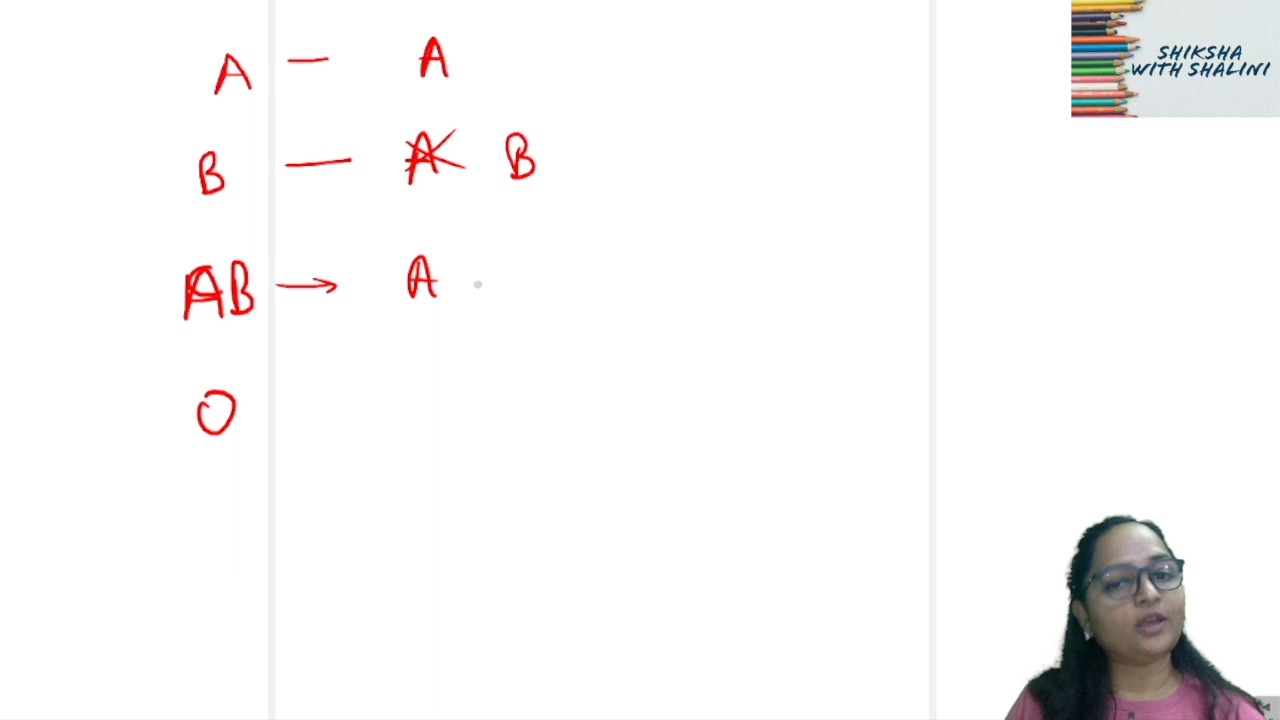 A — A
B — A B
AB → A
O
SHIKSHA
WITH SHALINI